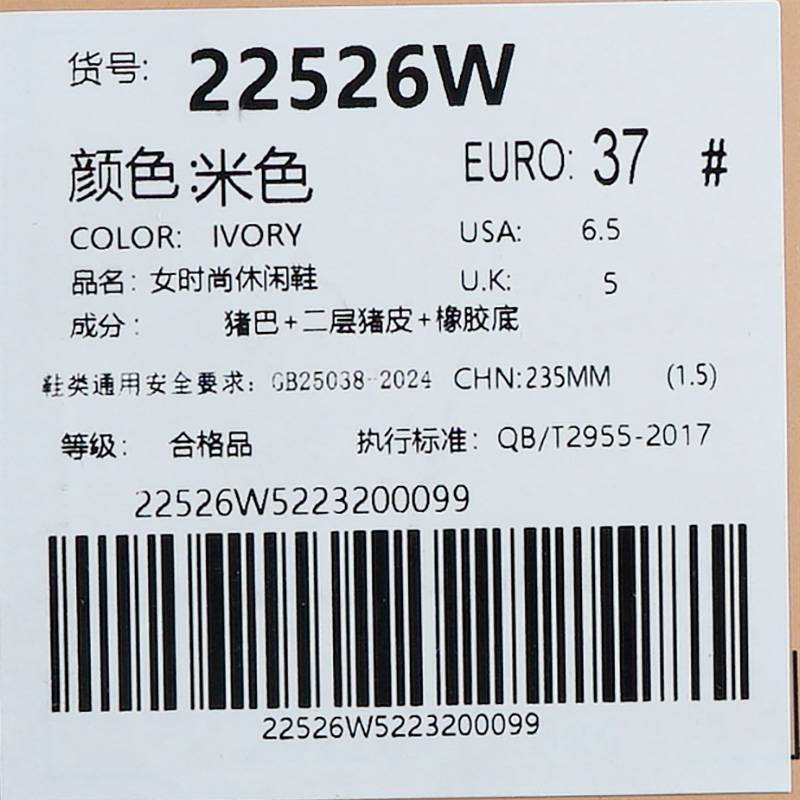 货号: 22526W
颜色:米色 EURO: 37 #
COLOR: IVORY USA: 6.5
品名: 女时尚休闲鞋 U.K: 5
成分: 猪巴+二层猪皮+橡胶底
鞋类通用安全要求: GB25038-2024 CHN:235MM (1.5)
等级: 合格品 执行标准: QB/T2955-2017
22526W5223200099
22526W5223200099